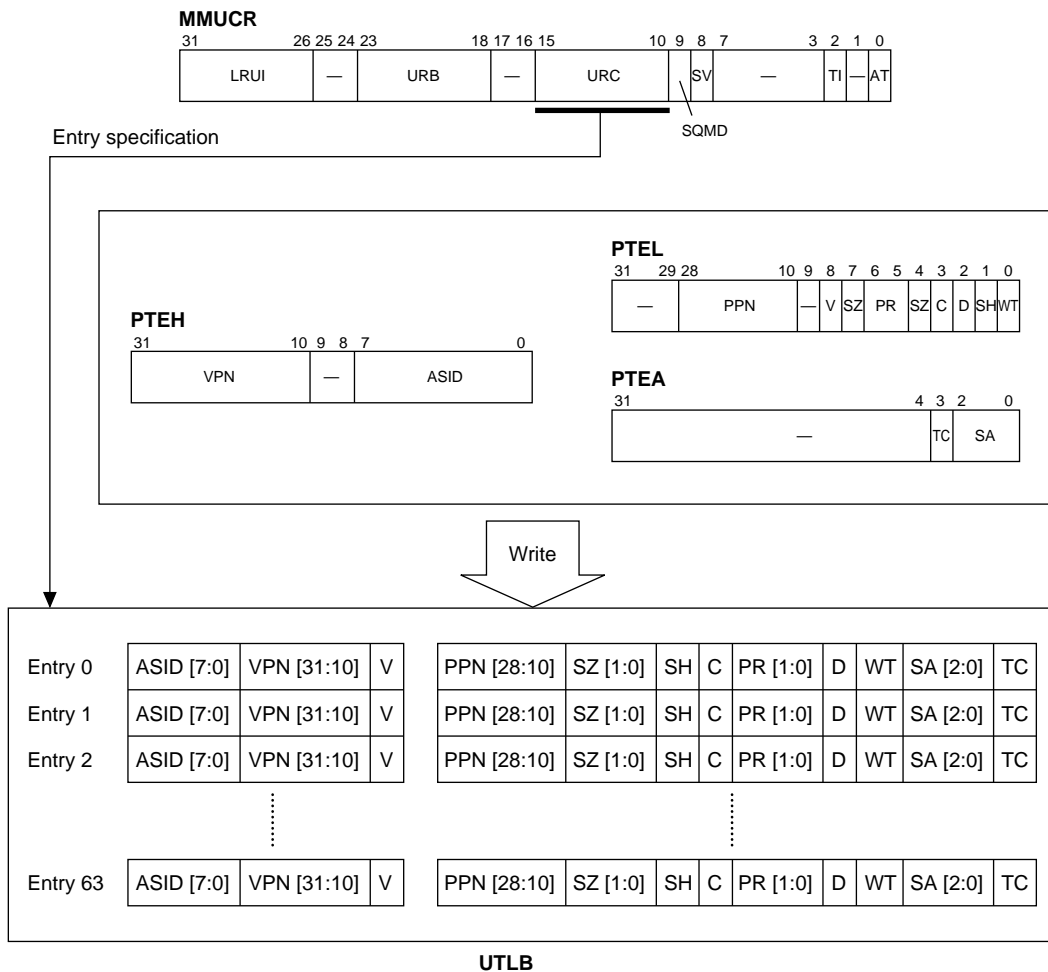 MMUCR
31 26 25 24 23 18 17 16 15 10 9 8 7 3 2 1 0
LRUI — URB — URC SV — TI — AT
SQMD
Entry specification
PTEL
31 29 28 10 9 8 7 6 5 4 3 2 1 0
— PPN — V SZ PR SZ C D SH WT
PTEH
31 10 9 8 7 0
VPN — ASID
PTEA
31 4 3 2 0
— TC SA
Write
Entry 0 ASID [7:0] VPN [31:10] V PPN [28:10] SZ [1:0] SH C PR [1:0] D WT SA [2:0] TC
Entry 1 ASID [7:0] VPN [31:10] V PPN [28:10] SZ [1:0] SH C PR [1:0] D WT SA [2:0] TC
Entry 2 ASID [7:0] VPN [31:10] V PPN [28:10] SZ [1:0] SH C PR [1:0] D WT SA [2:0] TC
Entry 63 ASID [7:0] VPN [31:10] V PPN [28:10] SZ [1:0] SH C PR [1:0] D WT SA [2:0] TC
UTLB